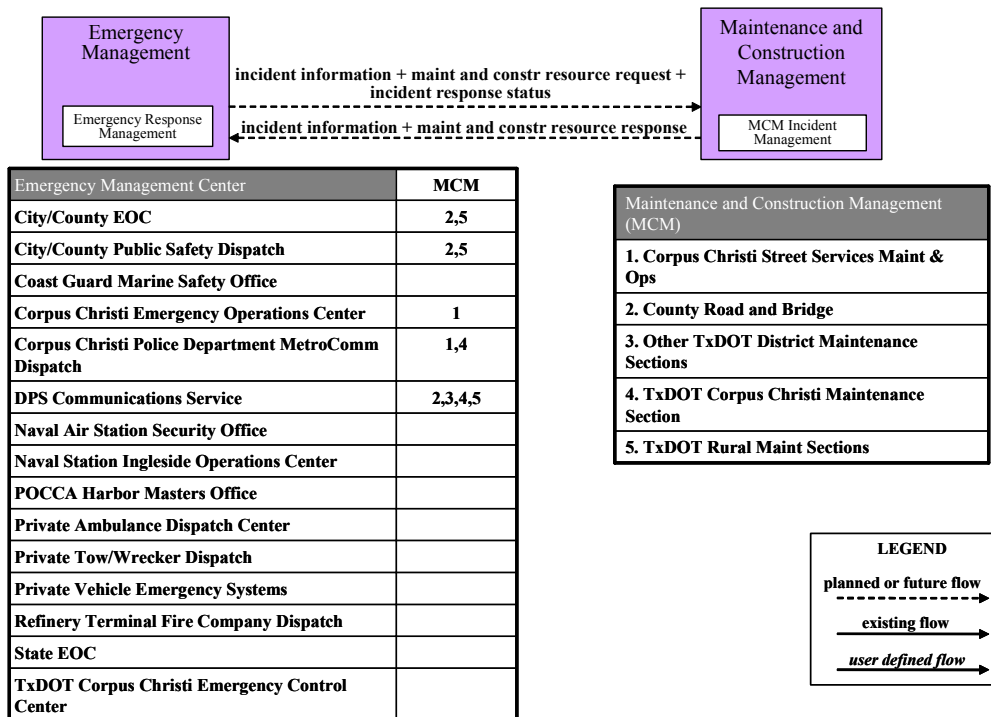 Emergency
Management
Emergency Response
Management
incident information + maint and constr resource request +
incident response status
incident information + maint and constr resource response
Maintenance and
Construction
Management
MCM Incident
Management
Emergency Management Center MCM
City/County EOC 2,5
City/County Public Safety Dispatch 2,5
Coast Guard Marine Safety Office
Corpus Christi Emergency Operations Center 1
Corpus Christi Police Department MetroComm 1,4
Dispatch
DPS Communications Service 2,3,4,5
Naval Air Station Security Office
Naval Station Ingleside Operations Center
POCCA Harbor Masters Office
Private Ambulance Dispatch Center
Private Tow/Wrecker Dispatch
Private Vehicle Emergency Systems
Refinery Terminal Fire Company Dispatch
State EOC
TxDOT Corpus Christi Emergency Control
Center
Maintenance and Construction Management
(MCM)
1. Corpus Christi Street Services Maint &
Ops
2. County Road and Bridge
3. Other TxDOT District Maintenance
Sections
4. TxDOT Corpus Christi Maintenance
Section
5. TxDOT Rural Maint Sections
LEGEND
planned or future flow
existing flow
user defined flow